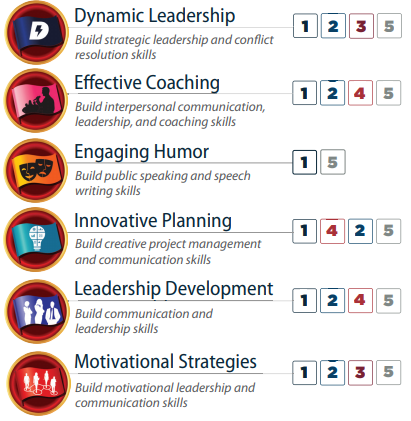 Dynamic Leadership
1 2 3 5
Build strategic leadership and conflict
resolution skills
Effective Coaching
1 2 4 5
Build interpersonal communication,
leadership, and coaching skills
Engaging Humor
1 5
Build public speaking and speech
writing skills
Innovative Planning
1 4 2 5
Build creative project management
and communication skills
Leadership Development
1 2 4 5
Build communication and
leadership skills
Motivational Strategies
1 2 3 5
Build motivational leadership and
communication skills
D